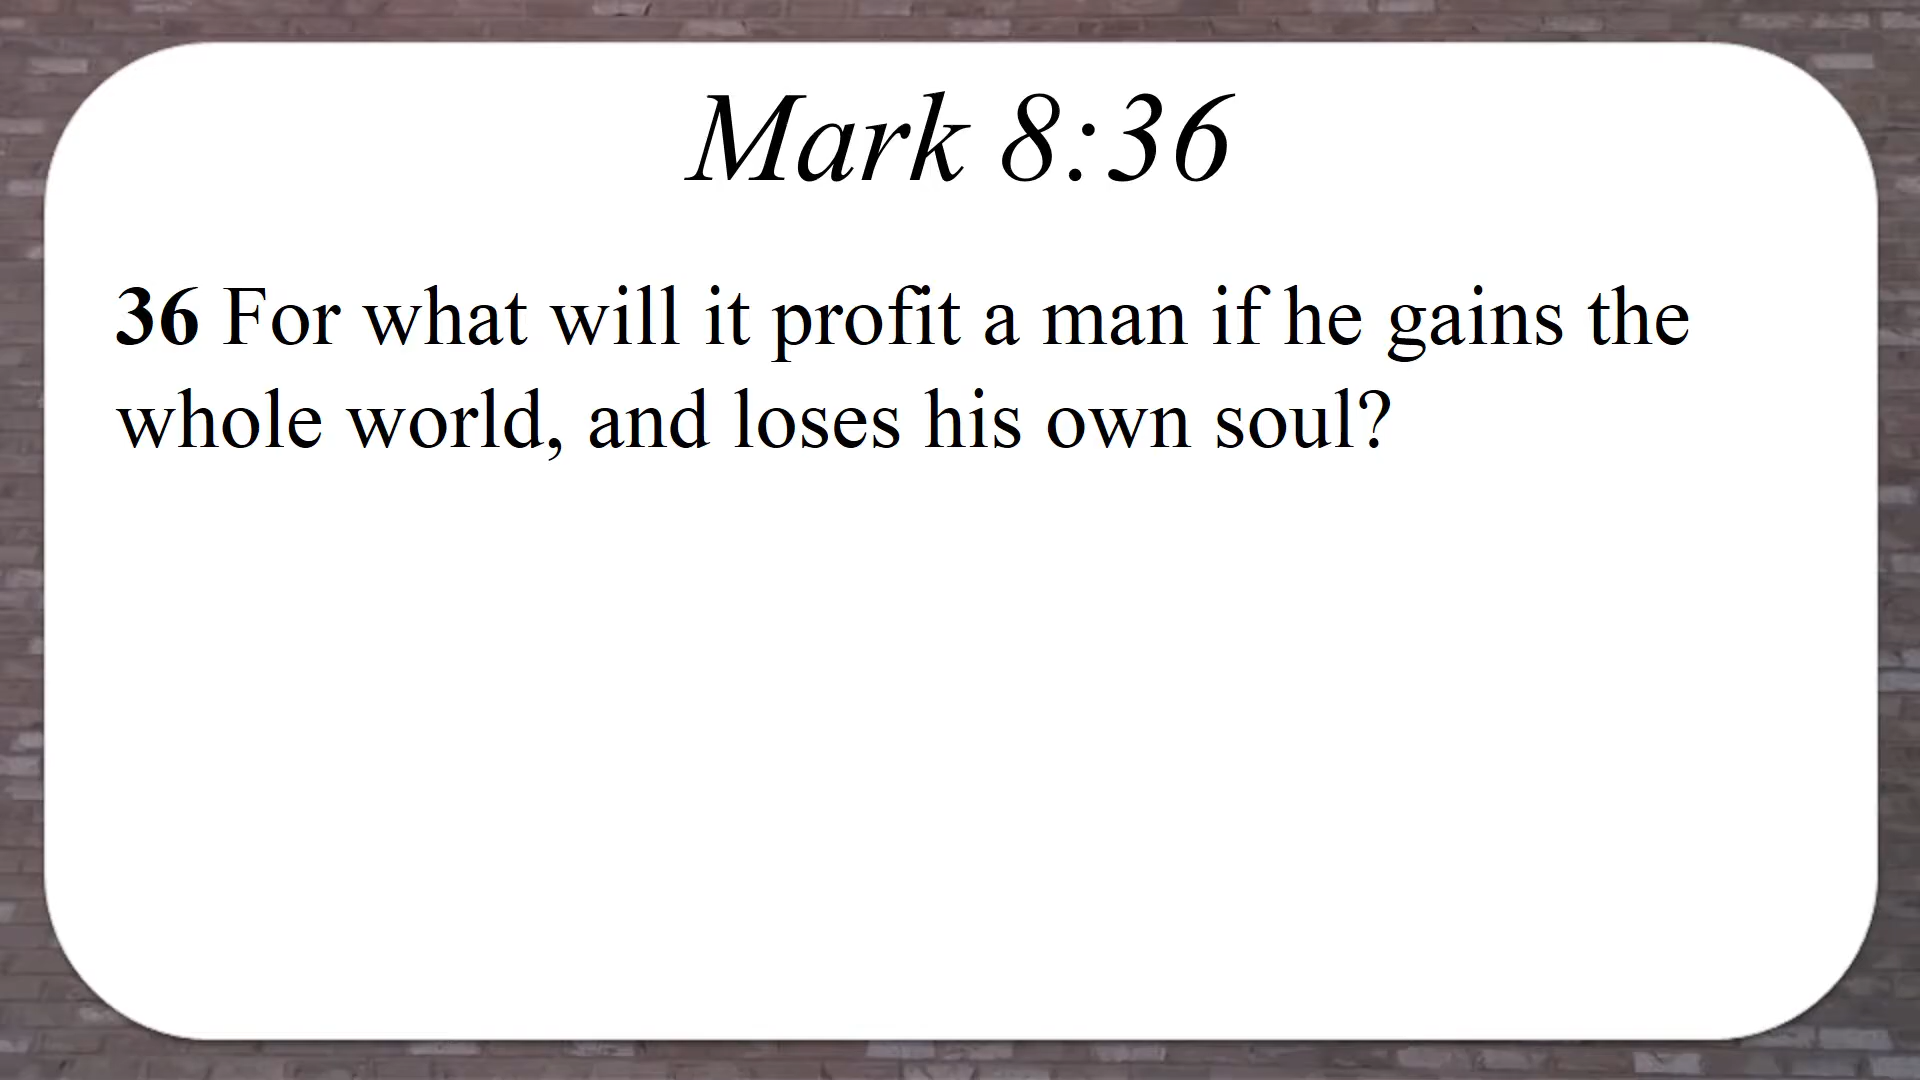 Mark 8:36
36 For what will it profit a man if he gains the
whole world, and loses his own soul?